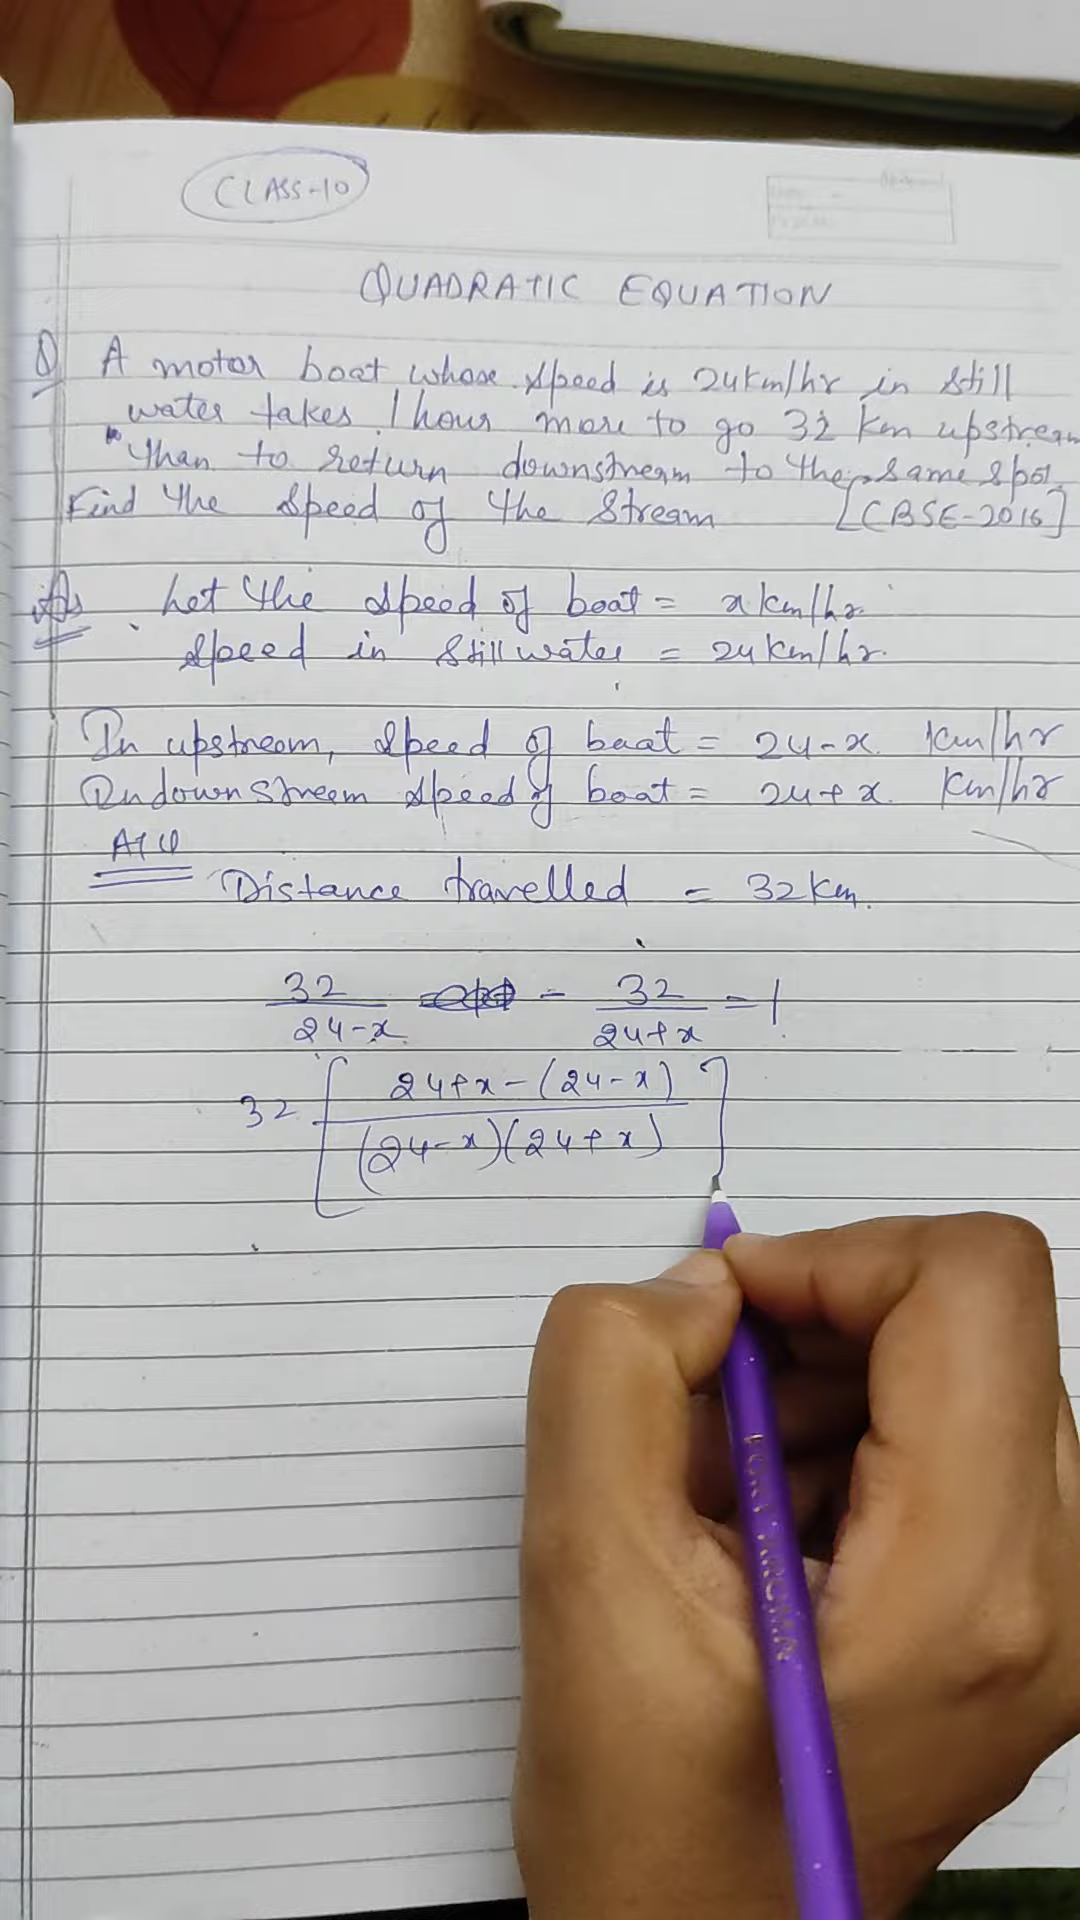 CLASS-10
QUADRATIC EQUATION
Q A motor boat whose speed is 24km/hr in still
water takes 1 hour more to go 32 km upstream
than to return downstream to the same spot.
Find the speed of the stream [CBSE-2016]
Ans Let the speed of boat = x km/hr.
Speed in still water = 24 km/hr.
In upstream, speed of boat = 24-x km/hr
In downstream speed of boat = 24+x km/hr
ATQ
Distance travelled = 32 km.
32/(24-x) - 32/(24+x) = 1
32 [ (24+x-(24-x))/((24-x)(24+x)) ]